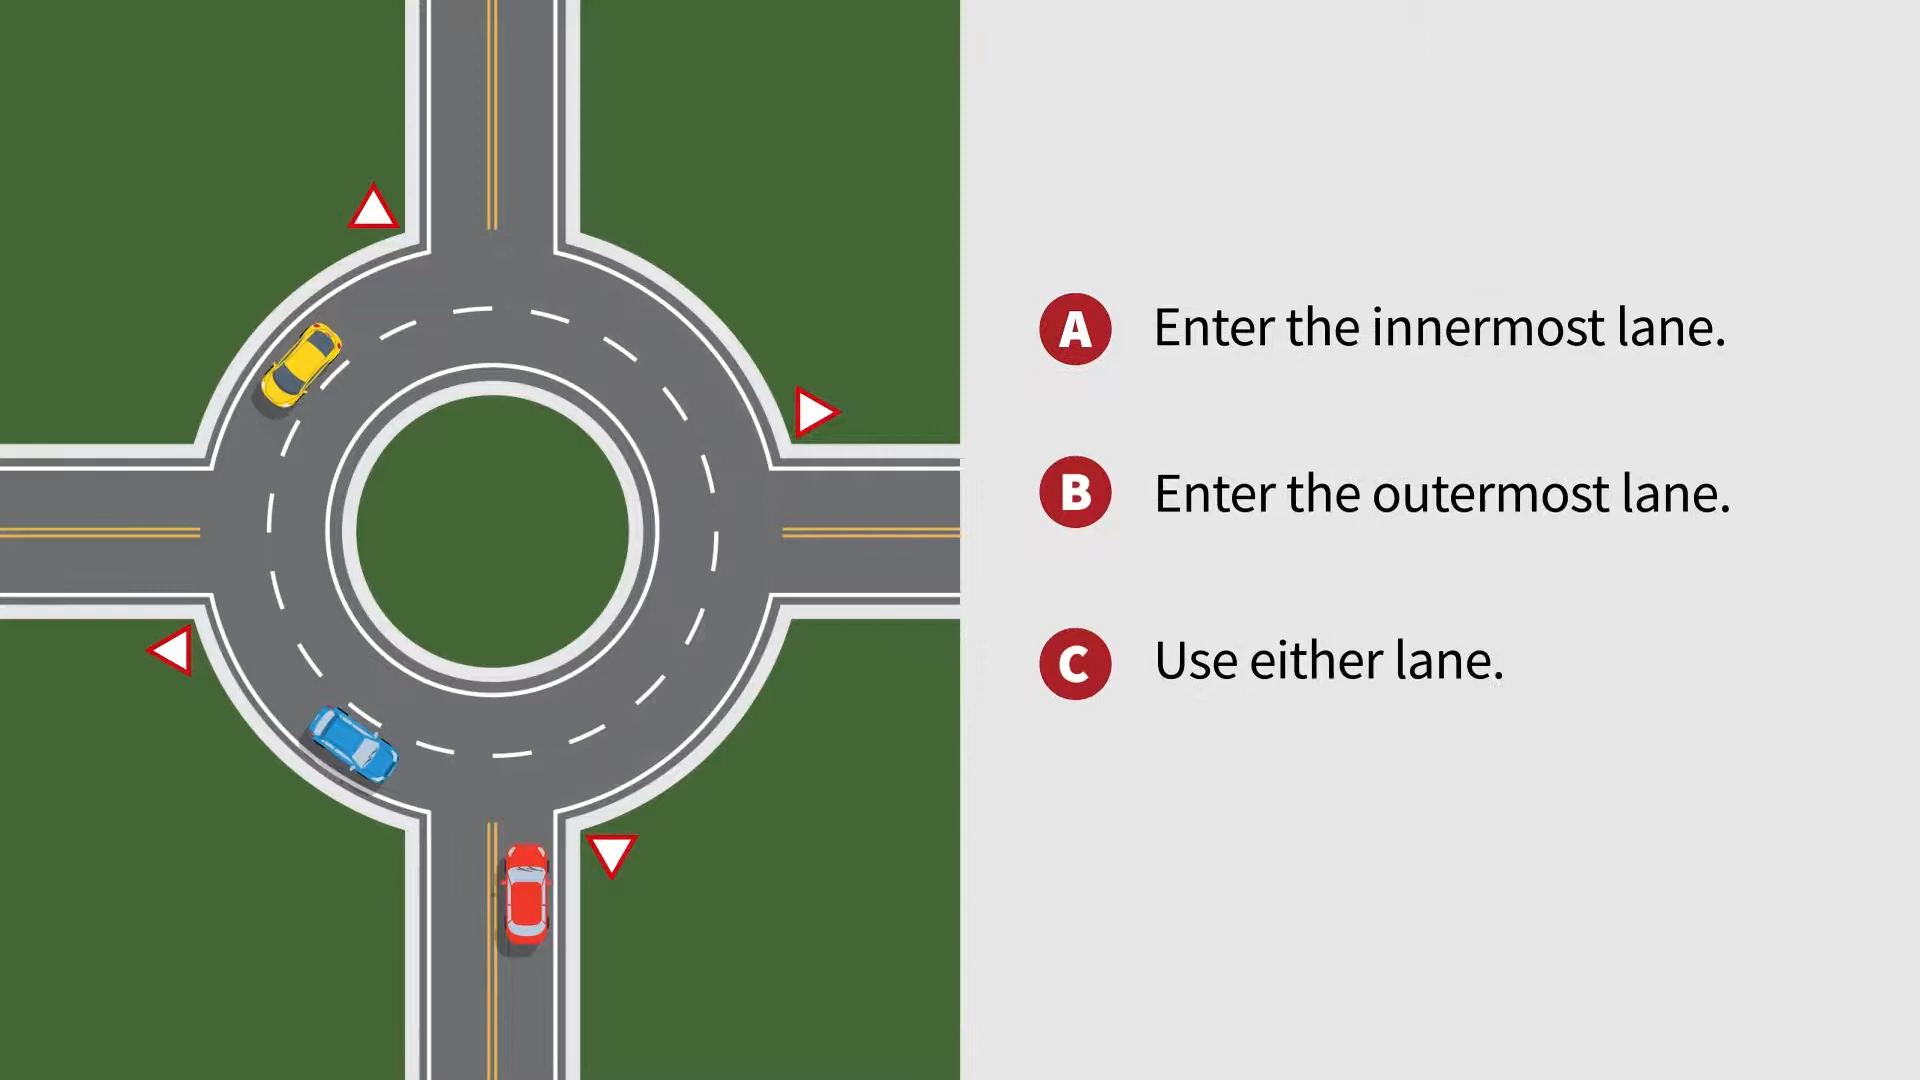 A Enter the innermost lane.
B Enter the outermost lane.
C Use either lane.